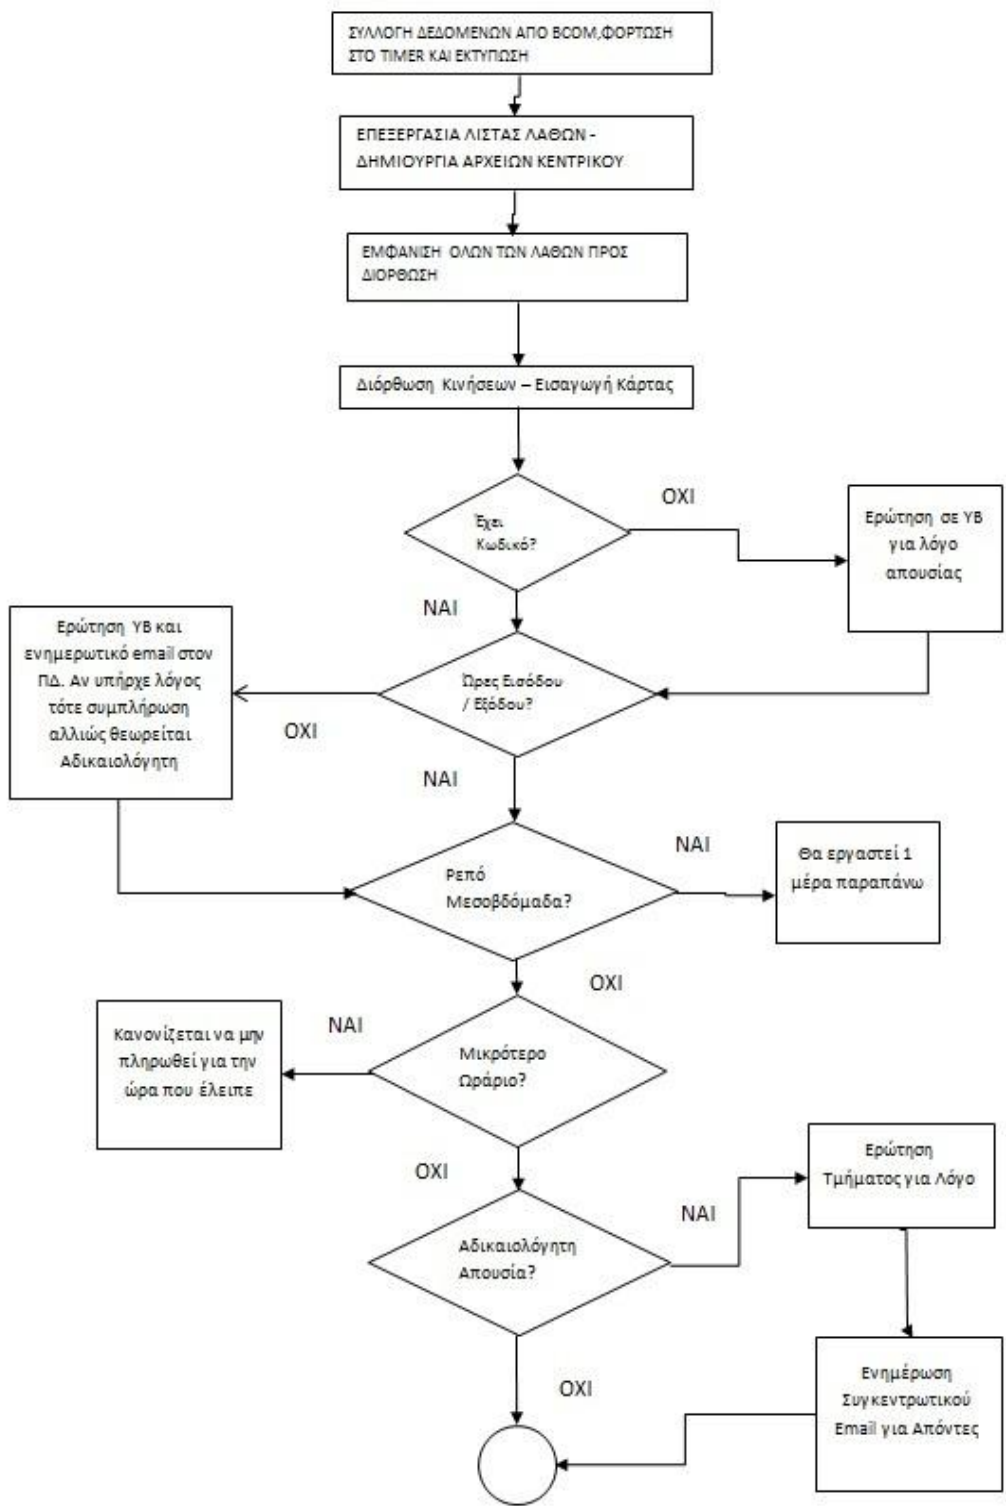 ΣΥΛΛΟΓΗ ΔΕΔΟΜΕΝΩΝ ΑΠΟ BCOM,ΦΟΡΤΩΣΗ
ΣΤΟ TIMER ΚΑΙ ΕΚΤΥΠΩΣΗ
ΕΠΕΞΕΡΓΑΣΙΑ ΛΙΣΤΑΣ ΛΑΘΩΝ -
ΔΗΜΙΟΥΡΓΙΑ ΑΡΧΕΙΩΝ ΚΕΝΤΡΙΚΟΥ
ΕΜΦΑΝΙΣΗ ΟΛΩΝ ΤΩΝ ΛΑΘΩΝ ΠΡΟΣ
ΔΙΟΡΘΩΣΗ
Διόρθωση Κινήσεων – Εισαγωγή Κάρτας
Έχει
Κωδικό?
ΟΧΙ
Ερώτηση σε ΥΒ
για λόγο
απουσίας
ΝΑΙ
Ερώτηση ΥΒ και
ενημερωτικό email στον
ΠΔ. Αν υπήρχε λόγος
τότε συμπλήρωση
αλλιώς θεωρείται
Αδικαιολόγητη
Ώρες Εισόδου
/ Εξόδου?
ΟΧΙ
ΝΑΙ
Ρεπό
Μεσοβδόμαδα?
ΝΑΙ
Θα εργαστεί 1
μέρα παραπάνω
ΟΧΙ
Κανονίζεται να μην
πληρωθεί για την
ώρα που έλειπε
ΝΑΙ
Μικρότερο
Ωράριο?
ΟΧΙ
Ερώτηση
Τμήματος για Λόγο
ΝΑΙ
Αδικαιολόγητη
Απουσία?
ΟΧΙ
Ενημέρωση
Συγκεντρωτικού
Email για Απόντες